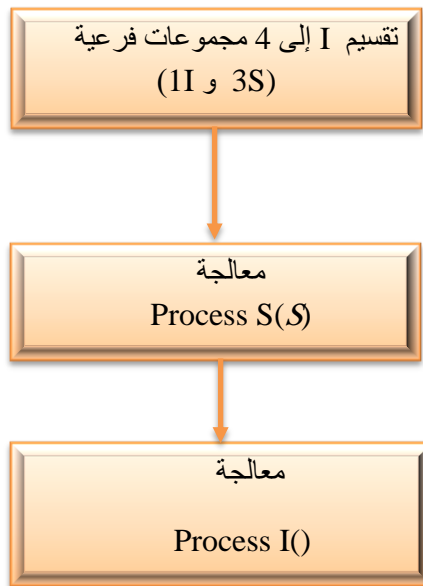 تقسيم I إلى 4 مجموعات فرعية
(3S و 1I)
معالجة
Process S(S)
معالجة
Process I()